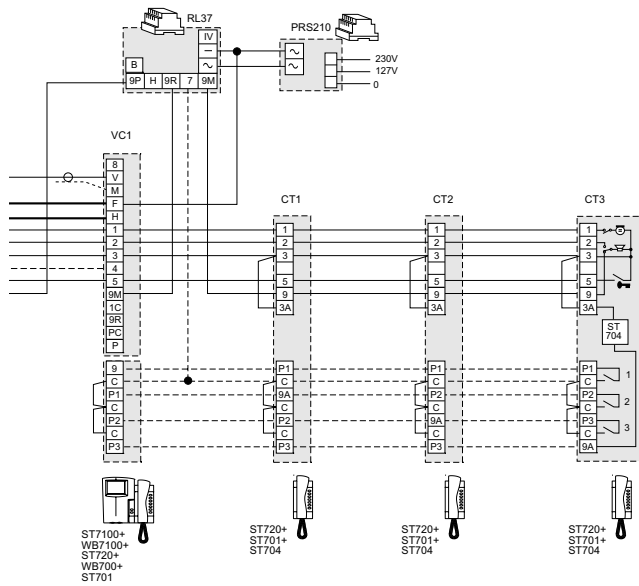 RL37
PRS210
IV
–
~
~
~
~
B
9P H 9R 7 9M
230V
127V
0
VC1
8
V
M
F
H
1
2
3
4
5
9M
1C
9R
PC
P
9
C
P1
C
P2
C
P3
CT1
1
2
3
5
9
3A
P1
C
9A
C
P2
C
P3
CT2
1
2
3
5
9
3A
P1
C
P2
C
9A
C
P3
CT3
1
2
3
5
9
3A
ST
704
P1
C
P2
C
P3
C
9A
1
2
3
ST7100+
WB7100+
ST720+
WB700+
ST701
ST720+
ST701+
ST704
ST720+
ST701+
ST704
ST720+
ST701+
ST704